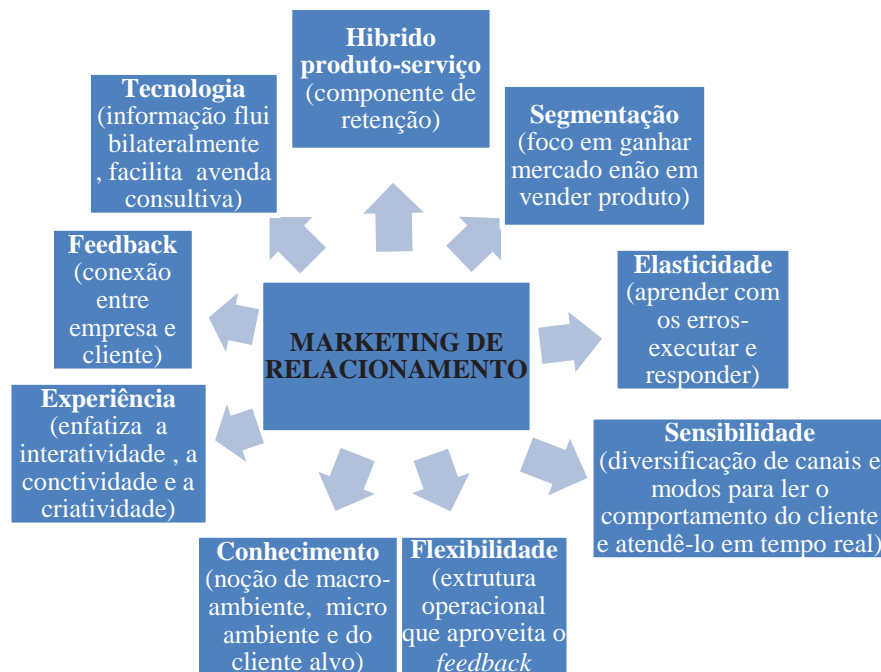 Hibrido
produto-serviço
(componente de
retenção)
Segmentação
(foco em ganhar
mercado enão em
vender produto)
Elasticidade
(aprender com
os erros-
executar e
responder)
Sensibilidade
(diversificação de canais e
modos para ler o
comportamento do cliente
e atendê-lo em tempo real)
Flexibilidade
(extrutura
operacional
que aproveita o
feedback
Conhecimento
(noção de macro-
ambiente, micro
ambiente e do
cliente alvo)
Experiência
(enfatiza a
interatividade , a
conctividade e a
criatividade)
Feedback
(conexão
entre
empresa e
cliente)
Tecnologia
(informação flui
bilateralmente
, facilita avenda
consultiva)
MARKETING DE
RELACIONAMENTO